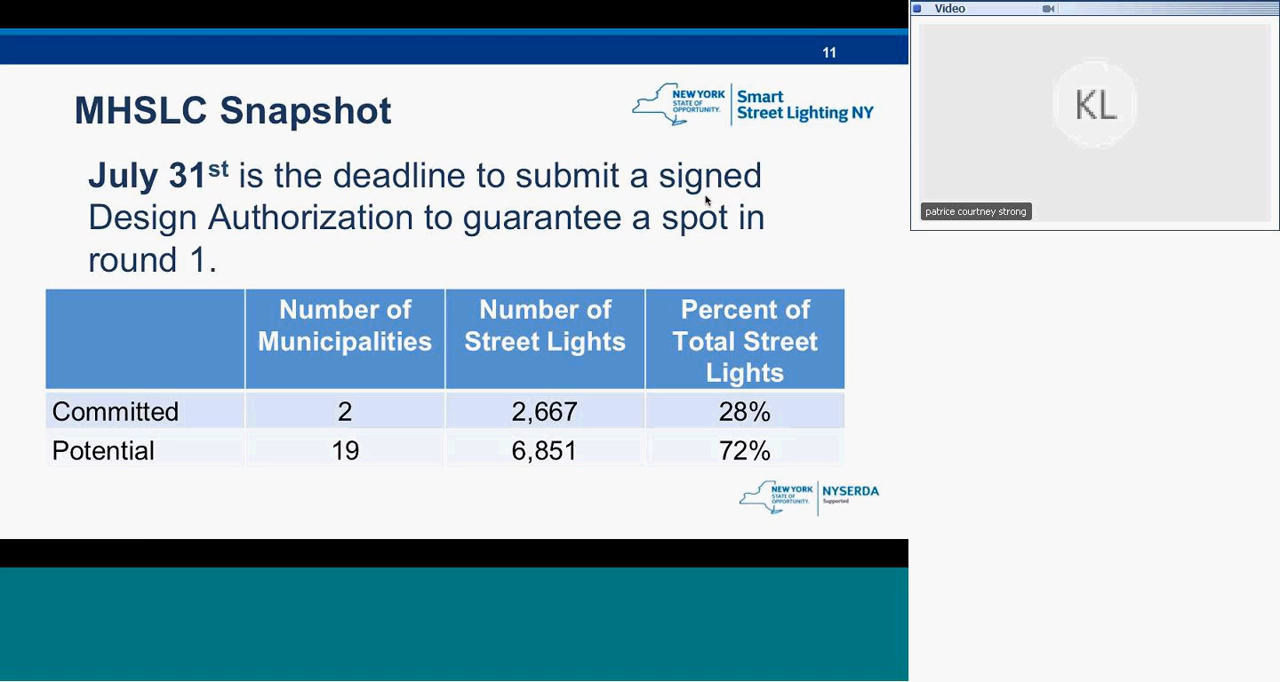 11
MHSLC Snapshot
NEW YORK
STATE OF
OPPORTUNITY.
Smart
Street Lighting NY
July 31st is the deadline to submit a signed
Design Authorization to guarantee a spot in
round 1.
Number of Municipalities
Number of Street Lights
Percent of Total Street Lights
Committed 2 2,667 28%
Potential 19 6,851 72%
NEW YORK
STATE OF
OPPORTUNITY.
NYSERDA
Supported
Video
KL
patrice courtney strong